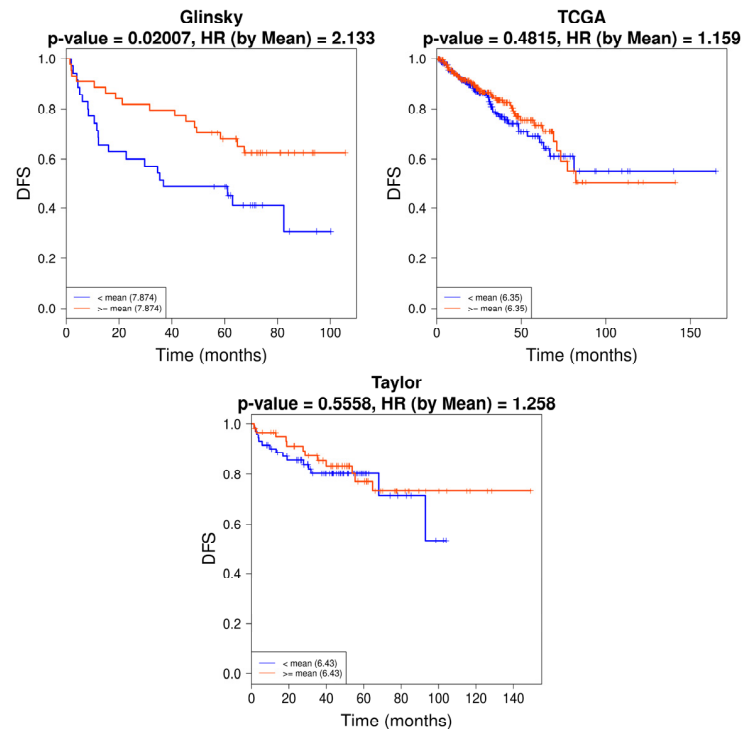 Glinsky
p-value = 0.02007, HR (by Mean) = 2.133
DFS
1.0
0.8
0.6
0.4
0.2
0.0
< mean (7.874)
>= mean (7.874)
0 20 40 60 80 100
Time (months)
TCGA
p-value = 0.4815, HR (by Mean) = 1.159
DFS
1.0
0.8
0.6
0.4
0.2
0.0
< mean (6.35)
>= mean (6.35)
0 50 100 150
Time (months)
Taylor
p-value = 0.5558, HR (by Mean) = 1.258
DFS
1.0
0.8
0.6
0.4
0.2
0.0
< mean (6.43)
>= mean (6.43)
0 20 40 60 80 100 120 140
Time (months)